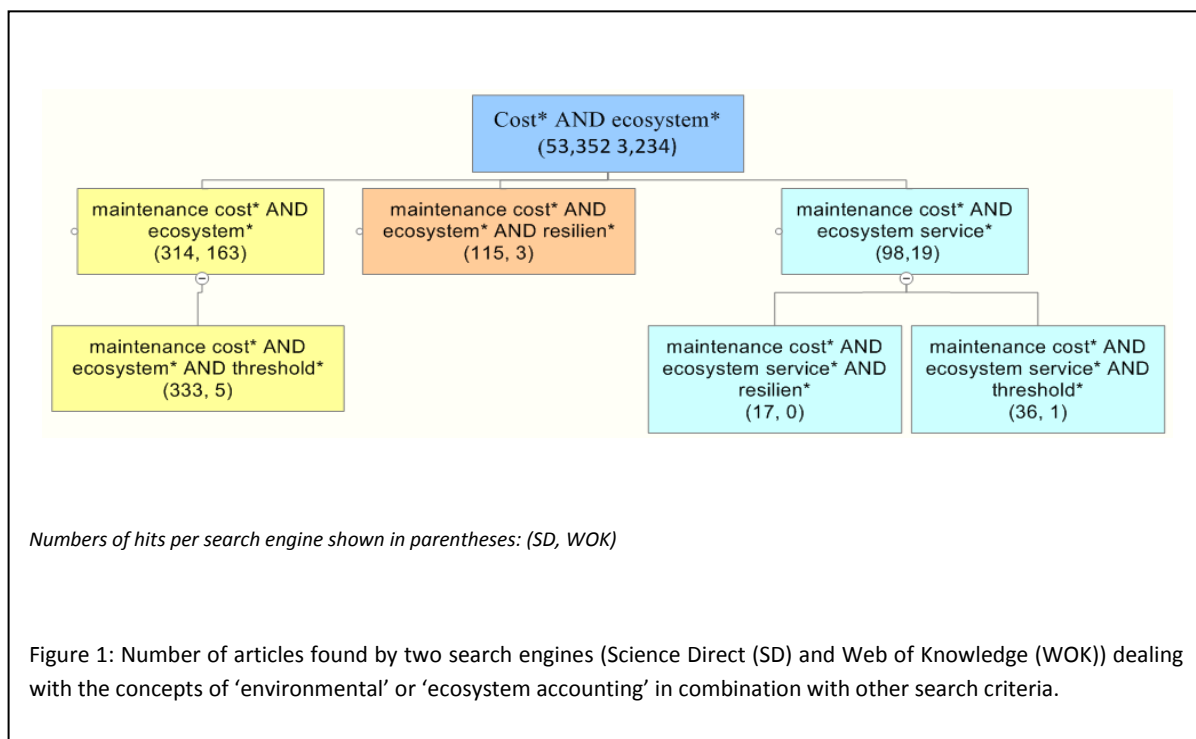 Cost* AND ecosystem*
(53,352 3,234)
maintenance cost* AND
ecosystem*
(314, 163)
maintenance cost* AND
ecosystem* AND resilien*
(115, 3)
maintenance cost* AND
ecosystem service*
(98,19)
maintenance cost* AND
ecosystem* AND threshold*
(333, 5)
maintenance cost* AND
ecosystem service* AND
resilien*
(17, 0)
maintenance cost* AND
ecosystem service* AND
threshold*
(36, 1)
Numbers of hits per search engine shown in parentheses: (SD, WOK)
Figure 1: Number of articles found by two search engines (Science Direct (SD) and Web of Knowledge (WOK)) dealing
with the concepts of ‘environmental’ or ‘ecosystem accounting’ in combination with other search criteria.